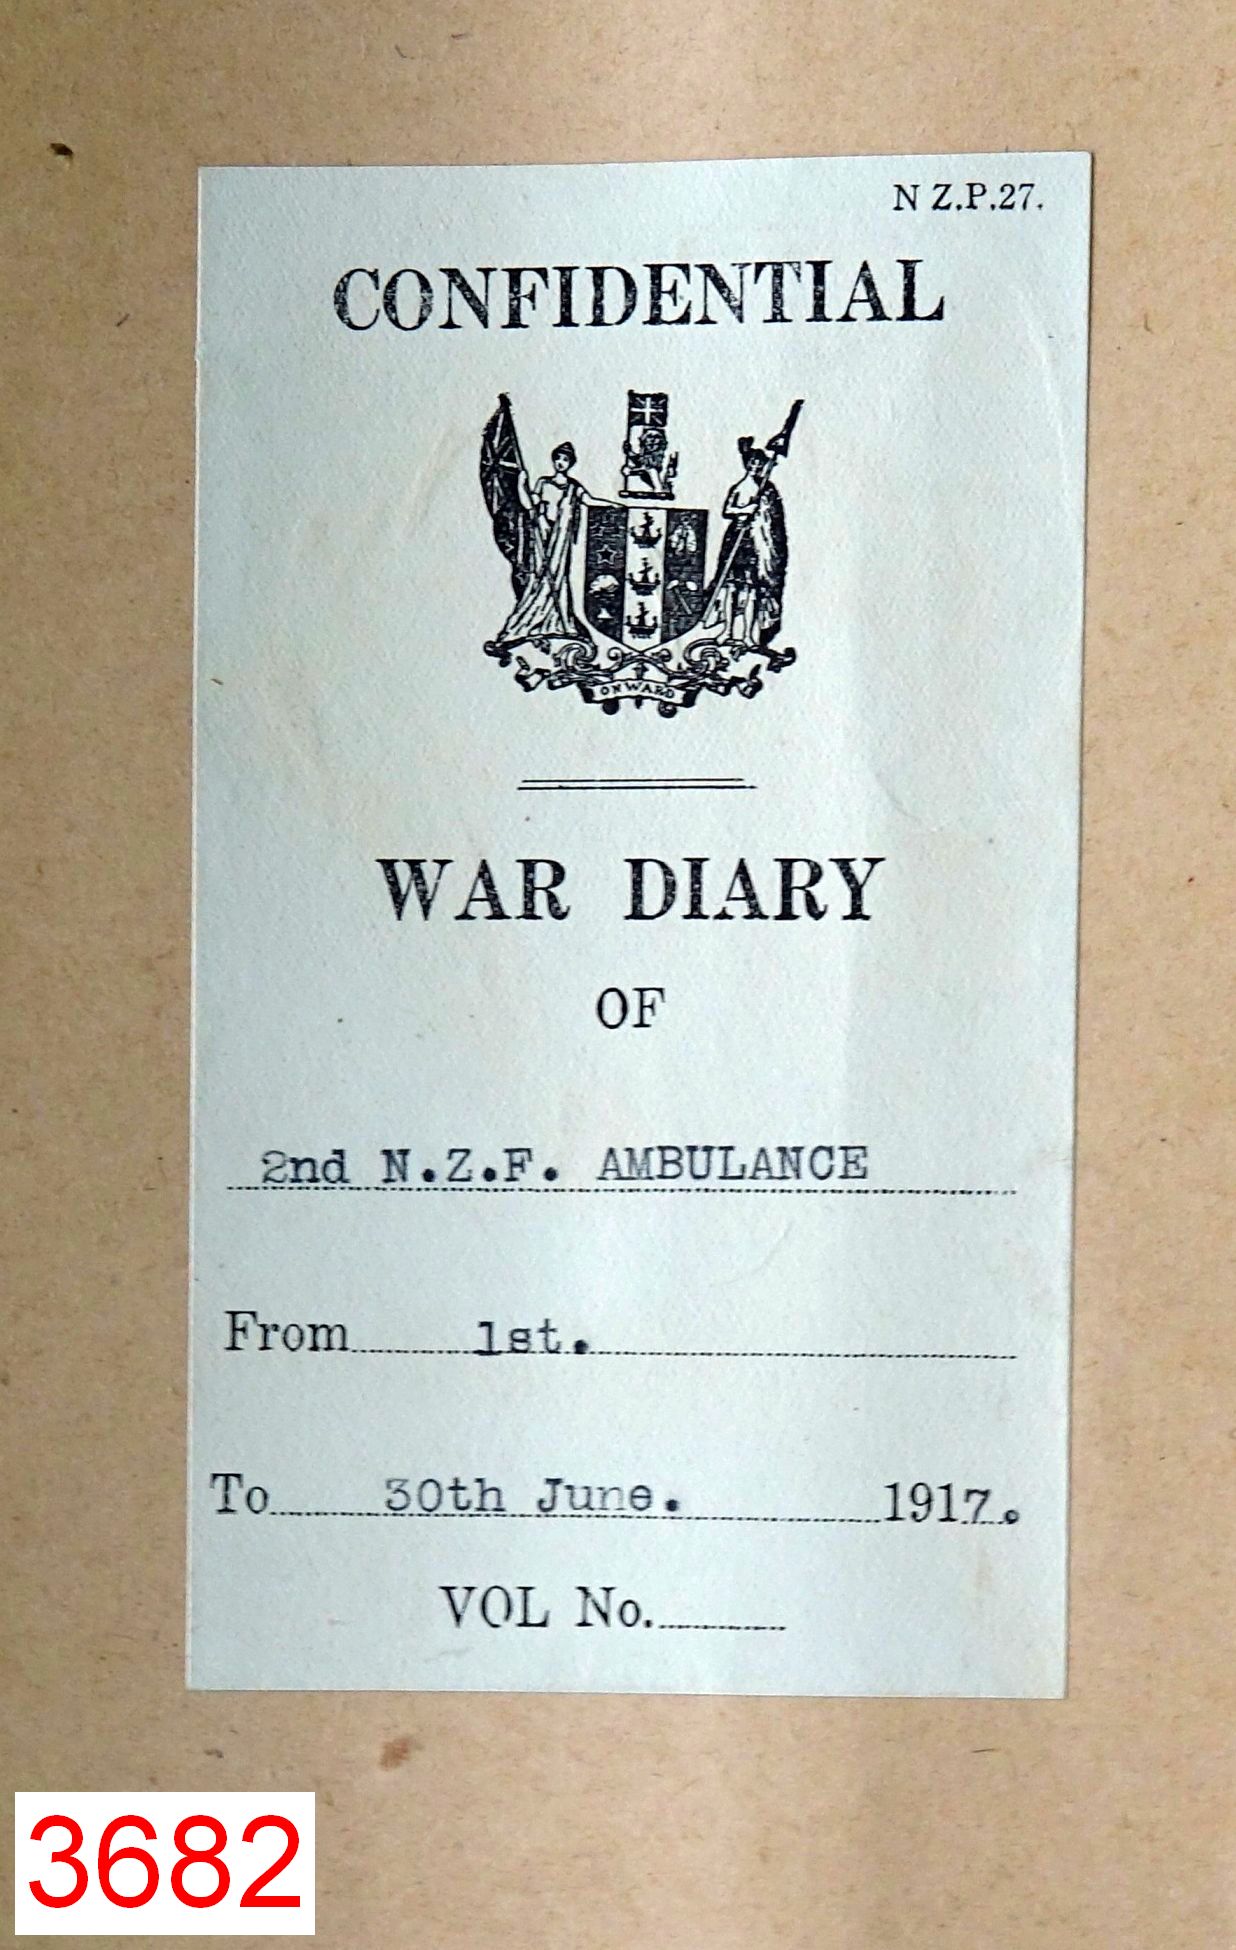 N Z.P.27.
CONFIDENTIAL
ONWARD
WAR DIARY
OF
2nd N.Z.F. AMBULANCE
From 1st.
To 30th June. 1917.
VOL No.
3682